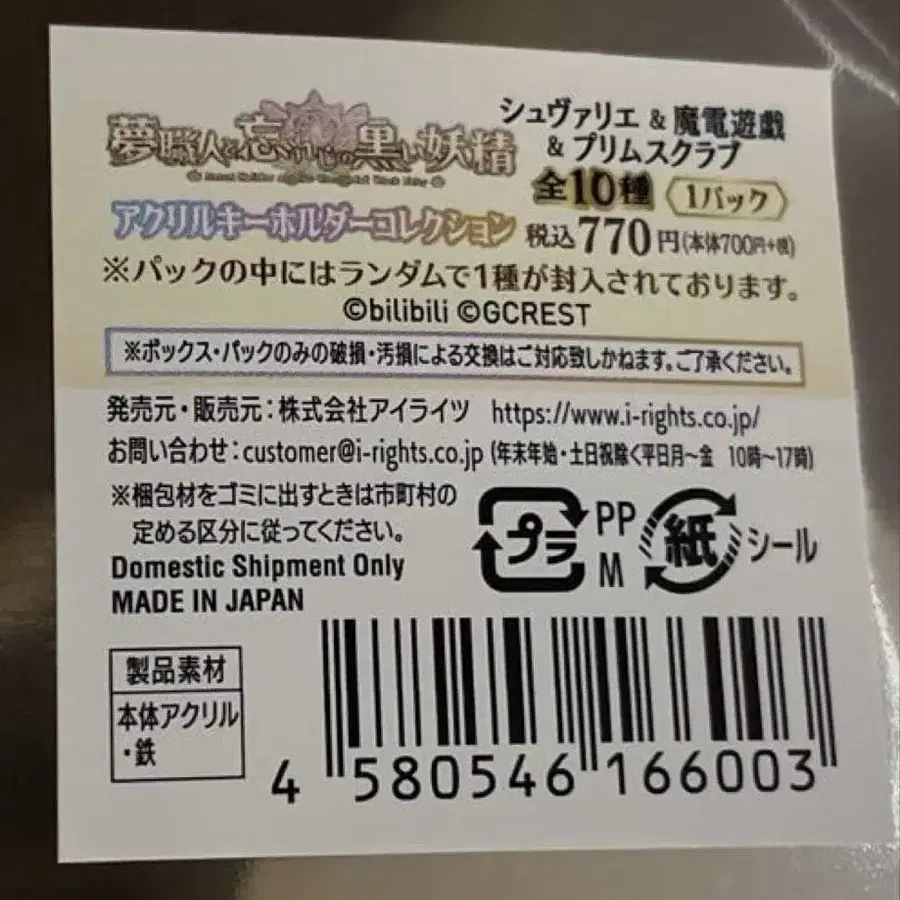 夢職人と忘れじの黒い妖精
シュヴァリエ & 魔電遊戯
& プリムスクラブ
全10種 1パック
アクリルキーホルダーコレクション
税込770円(本体700円+税)
※パックの中にはランダムで1種が封入されております。
©bilibili ©GCREST
※ボックス・パックのみの破損・汚損による交換はご対応致しかねます。ご了承ください。
発売元・販売元:株式会社アイライツ https://www.i-rights.co.jp/
お問い合わせ:customer@i-rights.co.jp (年末年始・土日祝除く平日月～金 10時～17時)
※梱包材をゴミに出すときは市町村の
定める区分に従ってください。
Domestic Shipment Only
MADE IN JAPAN
プラ PP
M
紙 シール
製品素材
本体アクリル
・鉄
4 580546 166003